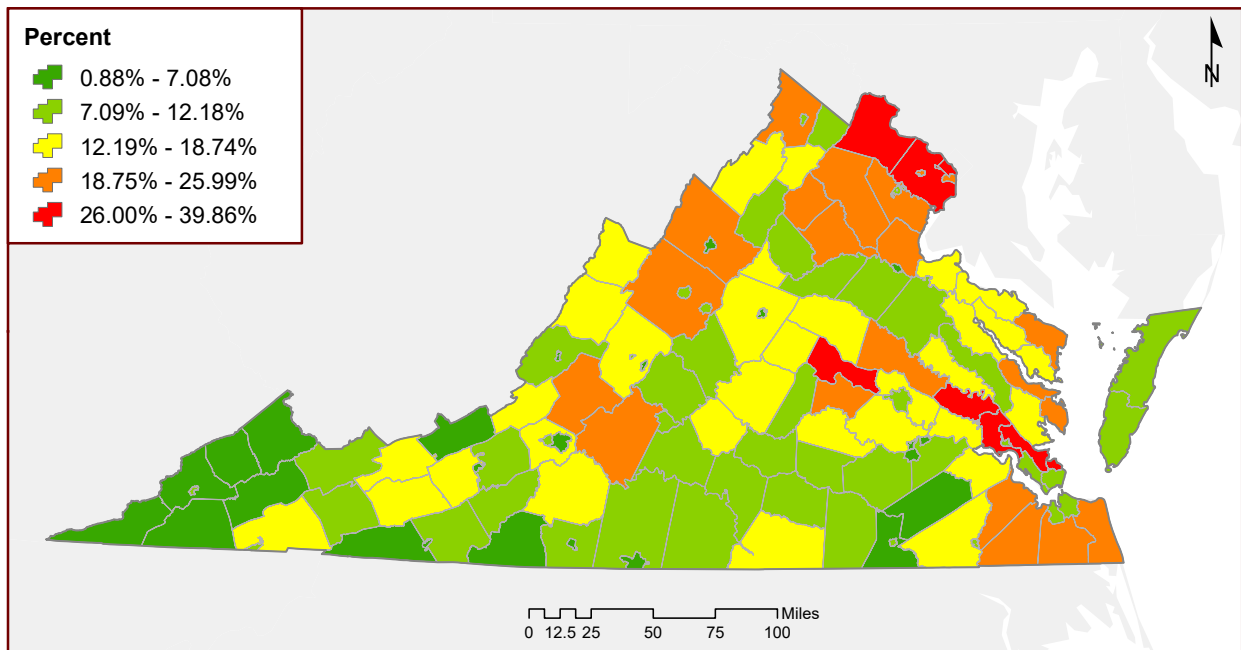 Percent
0.88% - 7.08%
7.09% - 12.18%
12.19% - 18.74%
18.75% - 25.99%
26.00% - 39.86%
N
Miles
0 12.5 25 50 75 100